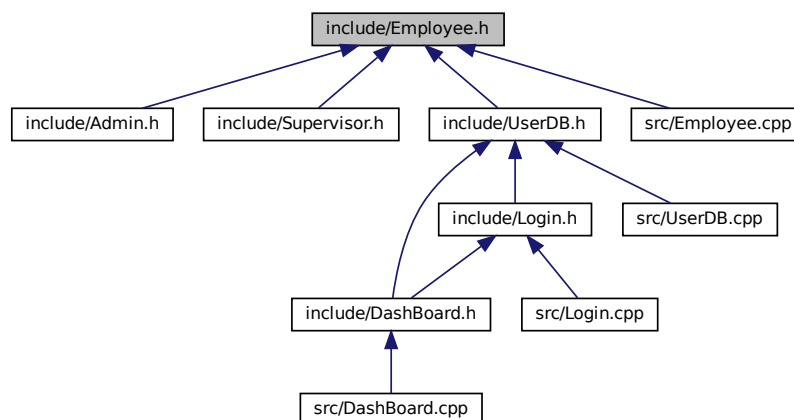 include/Employee.h
include/Admin.h
include/Supervisor.h
include/UserDB.h
src/Employee.cpp
include/Login.h
src/UserDB.cpp
include/DashBoard.h
src/Login.cpp
src/DashBoard.cpp